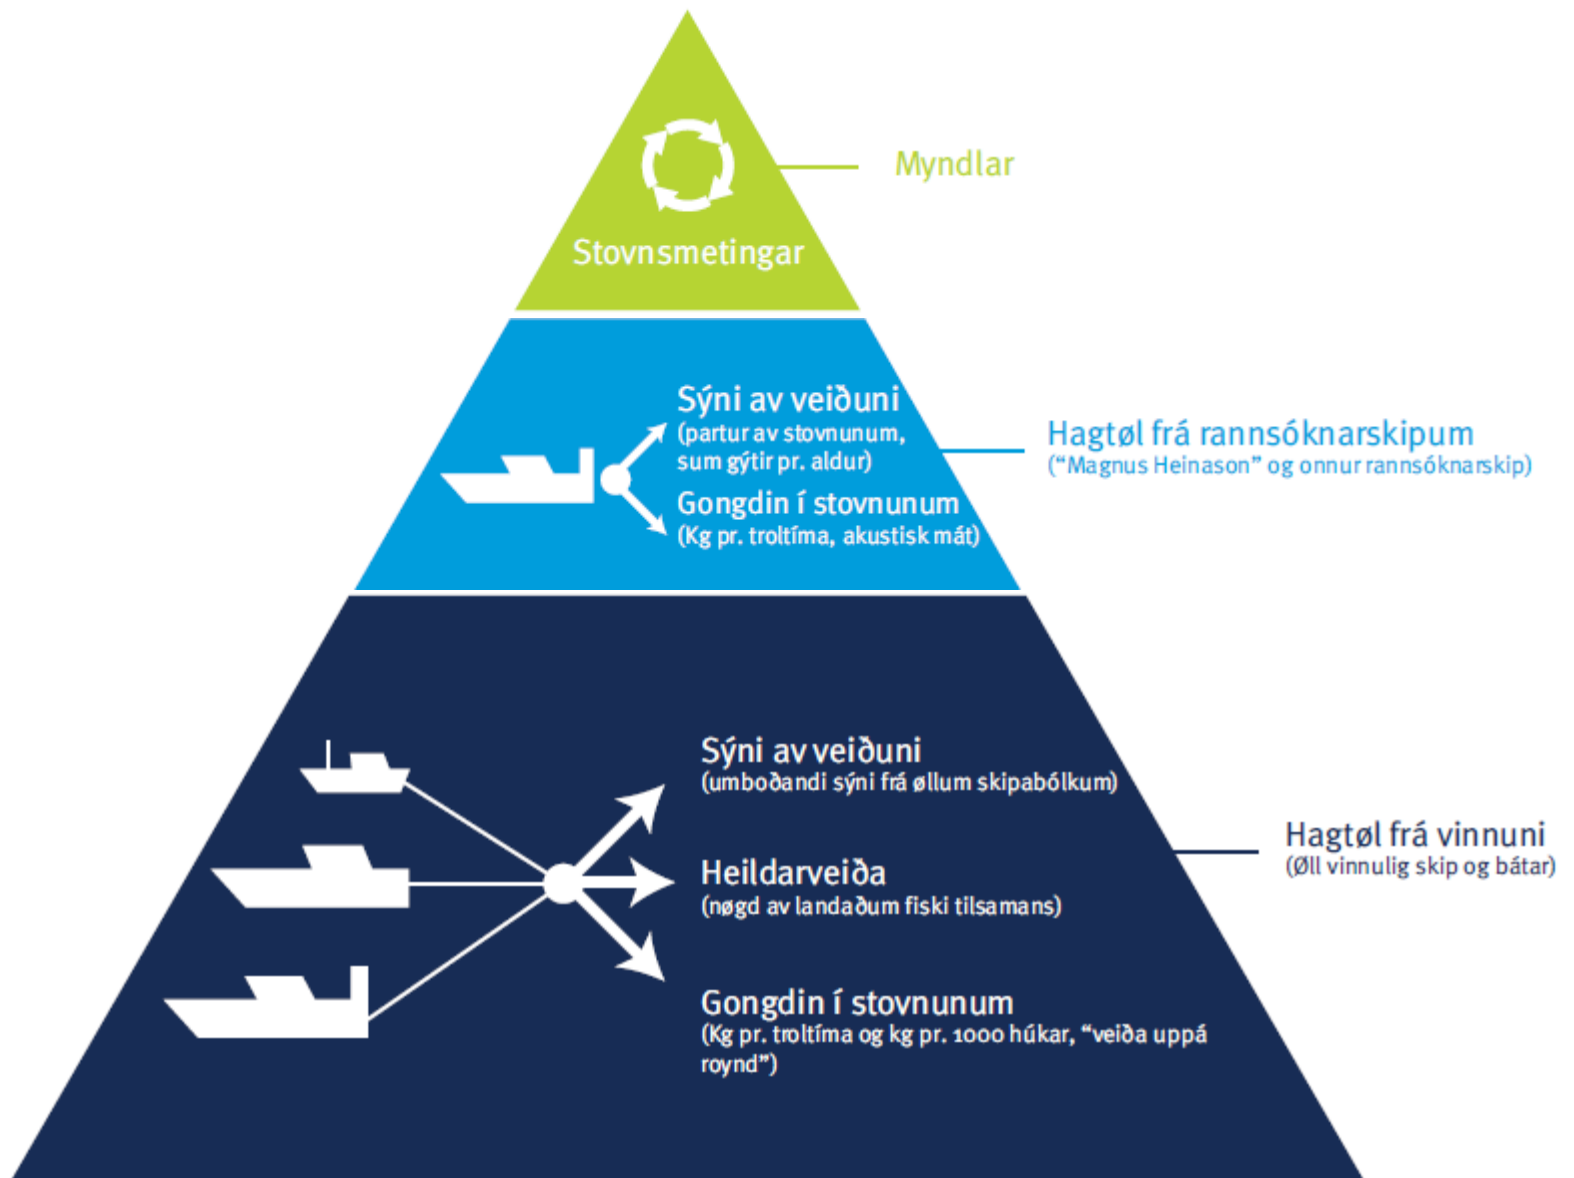 Myndlar
Stovnsmetingar
Sýni av veiðuni
(partur av stovnunum,
sum gýtir pr. aldur)
Gongdin í stovnunum
(Kg pr. troltíma, akustisk mát)
Hagtøl frá rannsóknarskipum
(“Magnus Heinason” og onnur rannsóknarskip)
Sýni av veiðuni
(umboðandi sýni frá øllum skipabólkum)
Heildarveiða
(nøgd av landaðum fiski tilsamans)
Gongdin í stovnunum
(Kg pr. troltíma og kg pr. 1000 húkar, “veiða uppá
roynd”)
Hagtøl frá vinnuni
(Øll vinnulig skip og bátar)